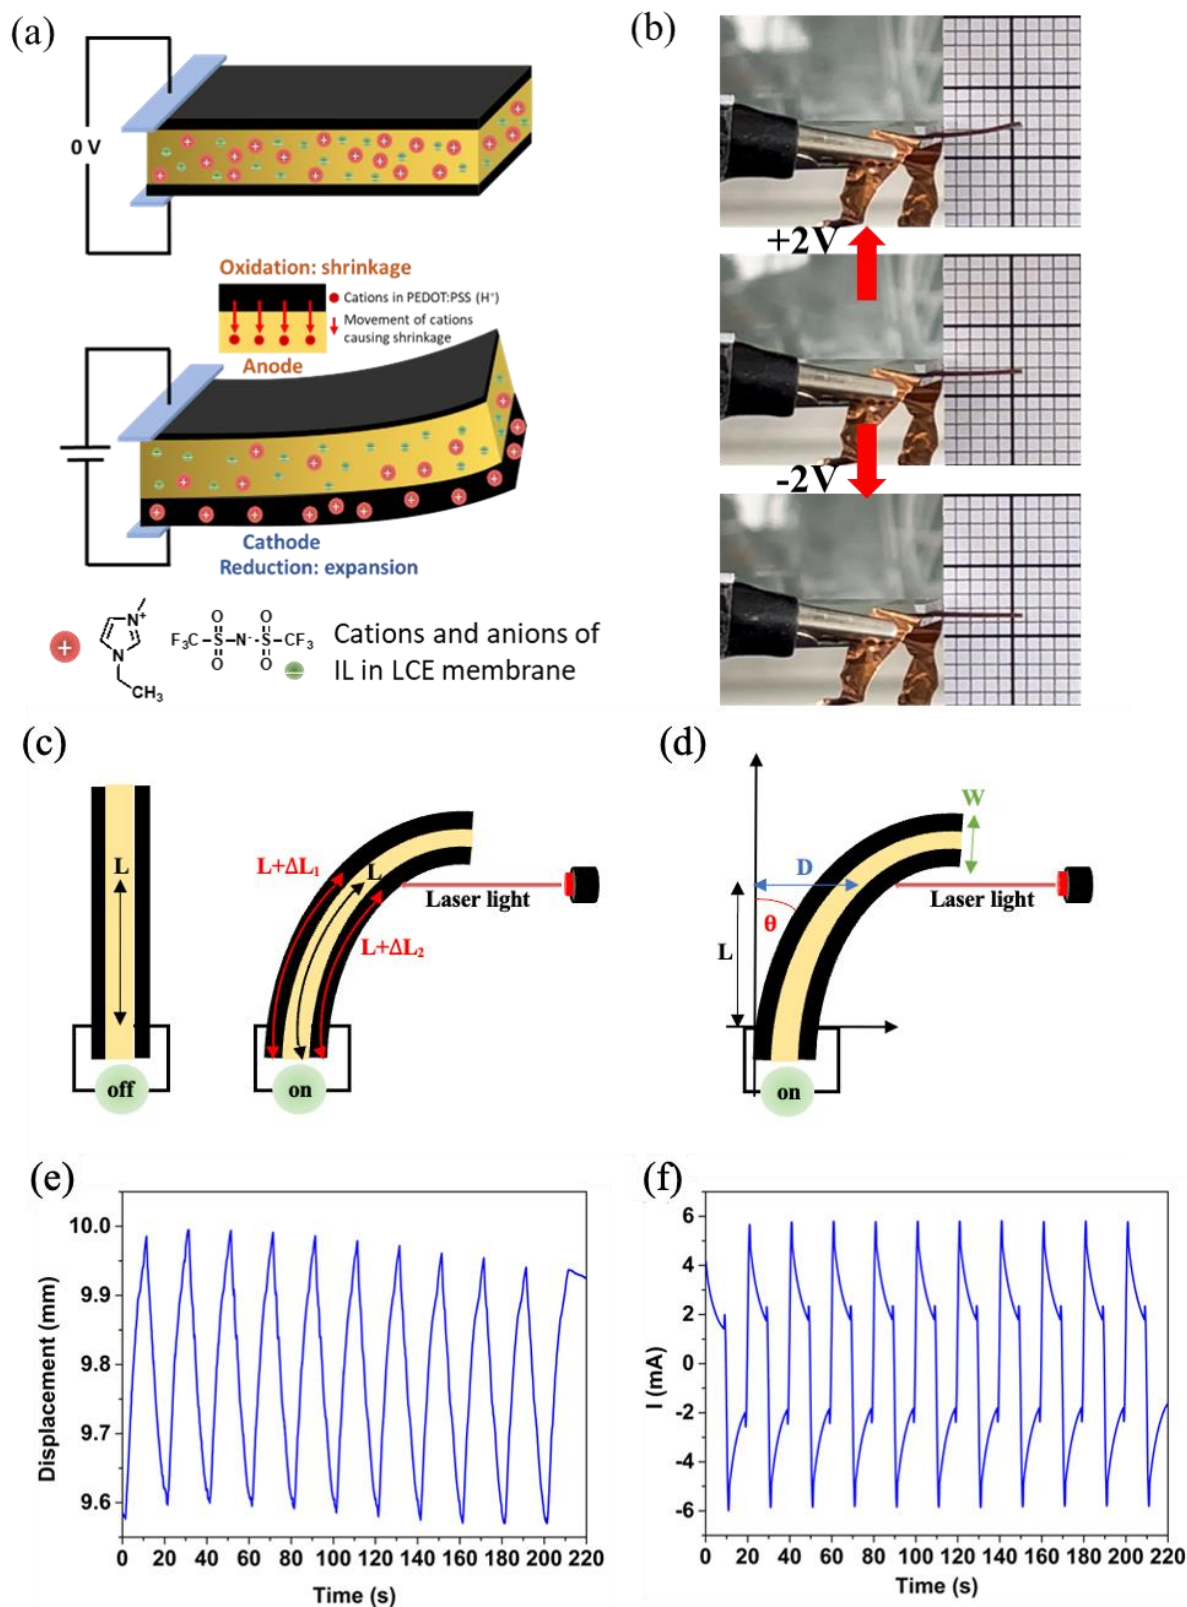 (a)
0 V
Oxidation: shrinkage
Cations in PEDOT:PSS (H⁺)
Movement of cations
causing shrinkage
Anode
Cathode
Reduction: expansion
+
N⁺
N
CH₃
O O
F₃C-S-N⁻-S-CF₃
O O
Cations and anions of
IL in LCE membrane
(b)
+2V
-2V
(c)
L
off
L+ΔL₁
L
L+ΔL₂
Laser light
on
(d)
W
D
θ
L
Laser light
on
(e)
Displacement (mm)
10.0
9.9
9.8
9.7
9.6
0 20 40 60 80 100 120 140 160 180 200 220
Time (s)
(f)
I (mA)
6
4
2
0
-2
-4
-6
0 20 40 60 80 100 120 140 160 180 200 220
Time (s)